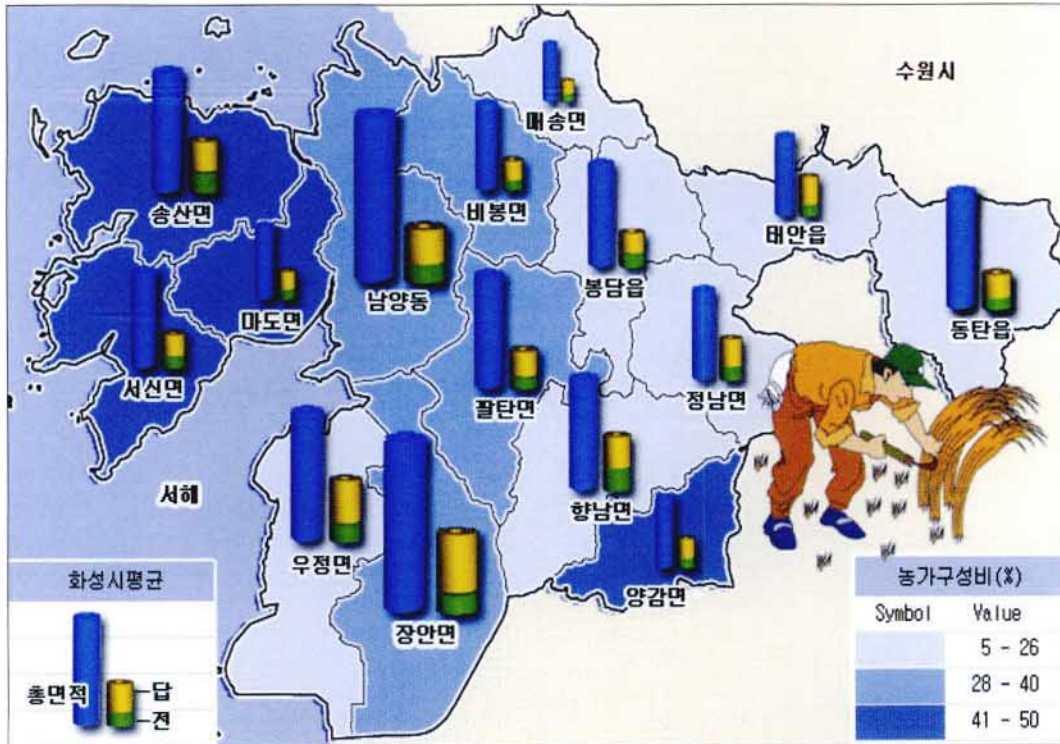 수원시
매송면
송산면
비봉면
태안읍
남양동
봉담읍
마도면
동탄읍
서신면
팔탄면
정남면
서해
향남면
우정면
양감면
장안면
화성시평균
총면적
답
전
농가구성비(%)
Symbol Value
5 - 26
28 - 40
41 - 50